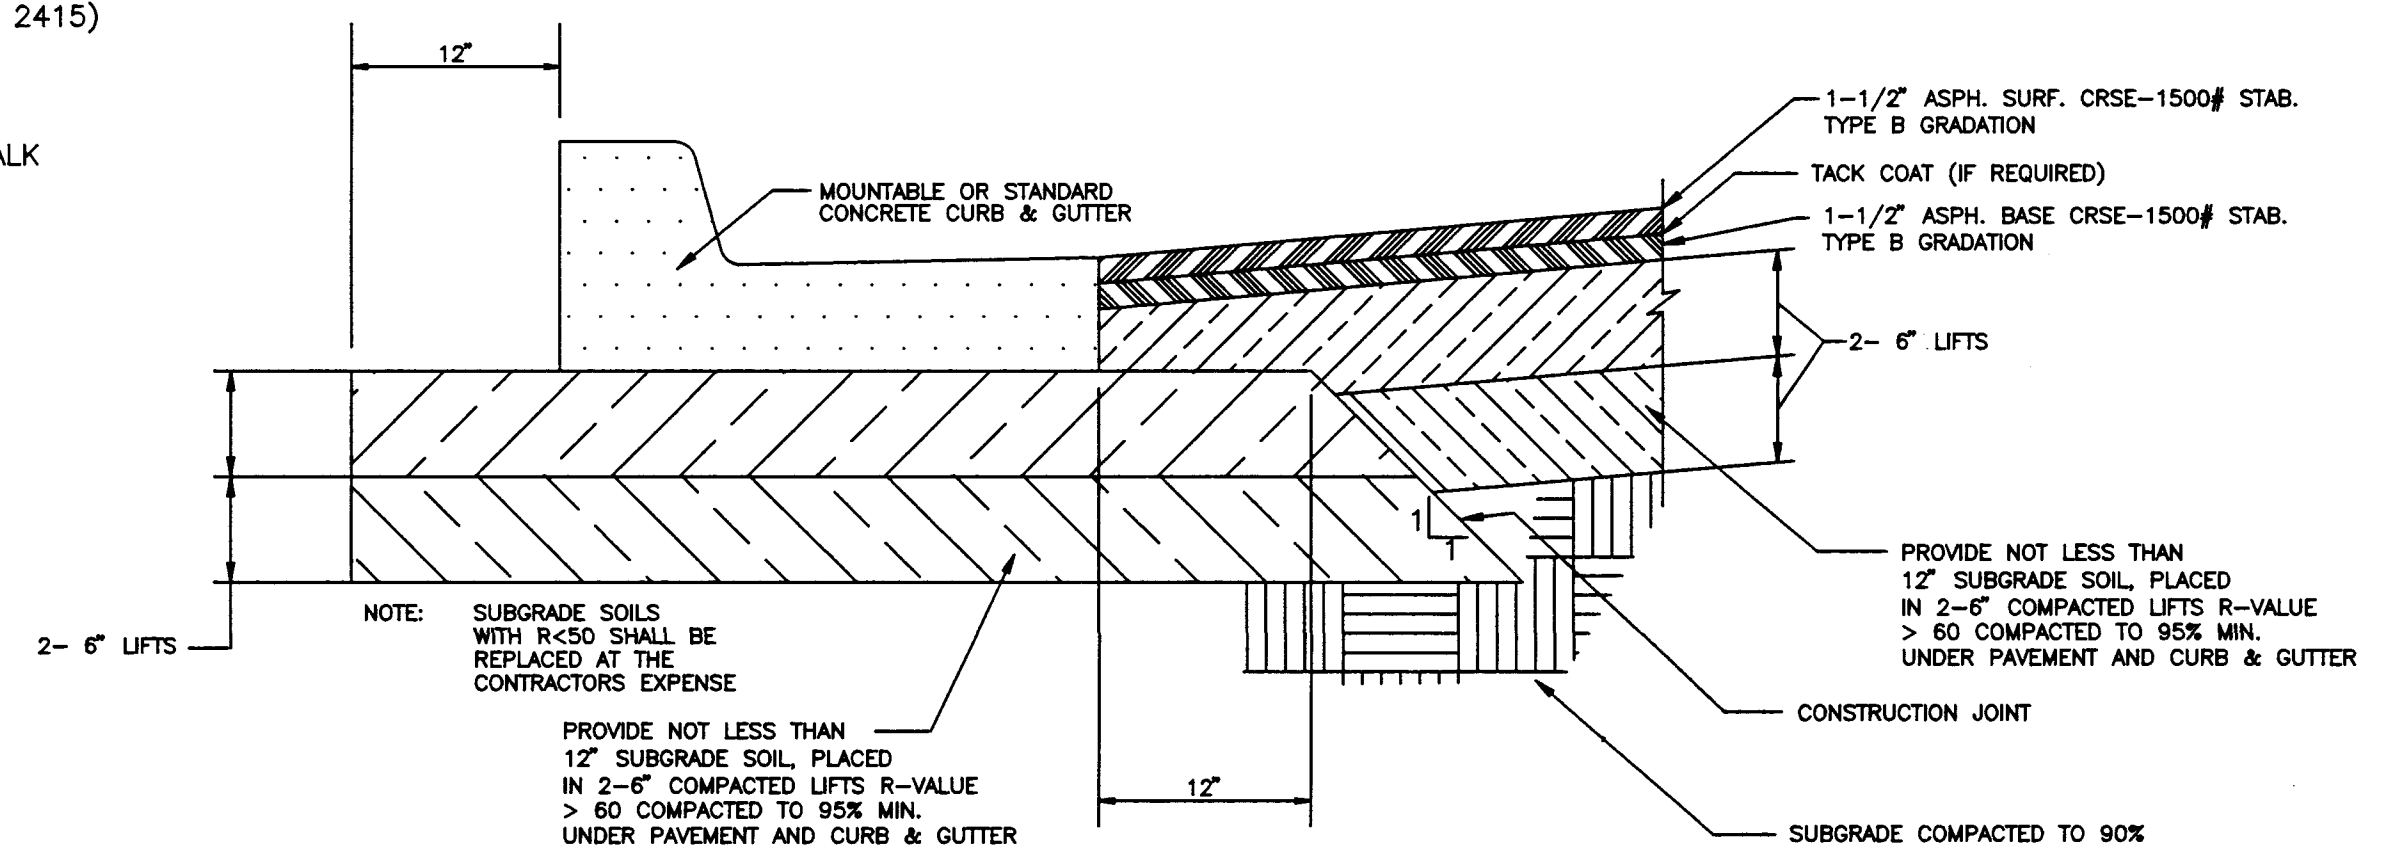 2415)
ALK
12"
MOUNTABLE OR STANDARD
CONCRETE CURB & GUTTER
1-1/2" ASPH. SURF. CRSE-1500# STAB.
TYPE B GRADATION
TACK COAT (IF REQUIRED)
1-1/2" ASPH. BASE CRSE-1500# STAB.
TYPE B GRADATION
2- 6" LIFTS
1
1
PROVIDE NOT LESS THAN
12" SUBGRADE SOIL, PLACED
IN 2-6" COMPACTED LIFTS R-VALUE
> 60 COMPACTED TO 95% MIN.
UNDER PAVEMENT AND CURB & GUTTER
NOTE: SUBGRADE SOILS
WITH R<50 SHALL BE
REPLACED AT THE
CONTRACTORS EXPENSE
2- 6" LIFTS
CONSTRUCTION JOINT
PROVIDE NOT LESS THAN
12" SUBGRADE SOIL, PLACED
IN 2-6" COMPACTED LIFTS R-VALUE
> 60 COMPACTED TO 95% MIN.
UNDER PAVEMENT AND CURB & GUTTER
12"
SUBGRADE COMPACTED TO 90%